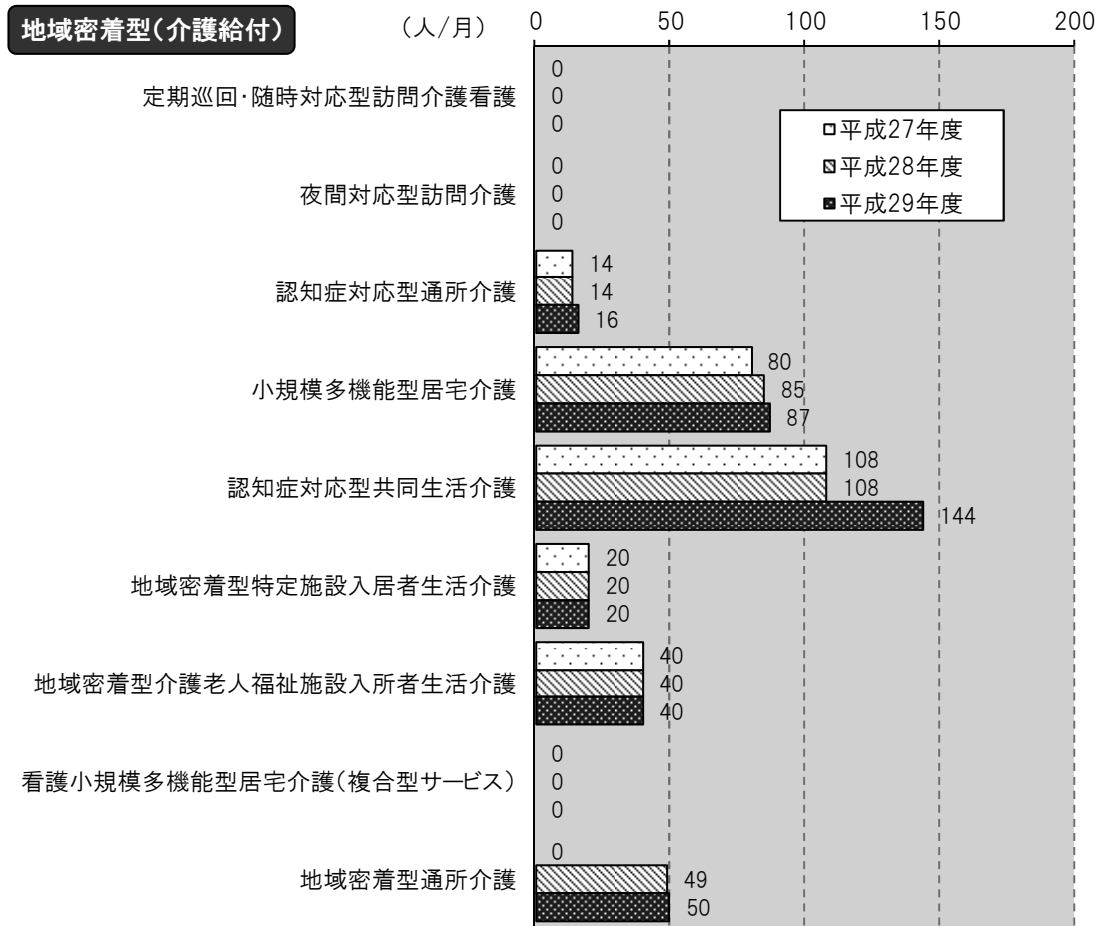 地域密着型(介護給付)
(人/月)
0 50 100 150 200
平成27年度
平成28年度
平成29年度
定期巡回・随時対応型訪問介護看護
0
0
0
夜間対応型訪問介護
0
0
0
認知症対応型通所介護
14
14
16
小規模多機能型居宅介護
80
85
87
認知症対応型共同生活介護
108
108
144
地域密着型特定施設入居者生活介護
20
20
20
地域密着型介護老人福祉施設入所者生活介護
40
40
40
看護小規模多機能型居宅介護(複合型サービス)
0
0
0
地域密着型通所介護
0
49
50